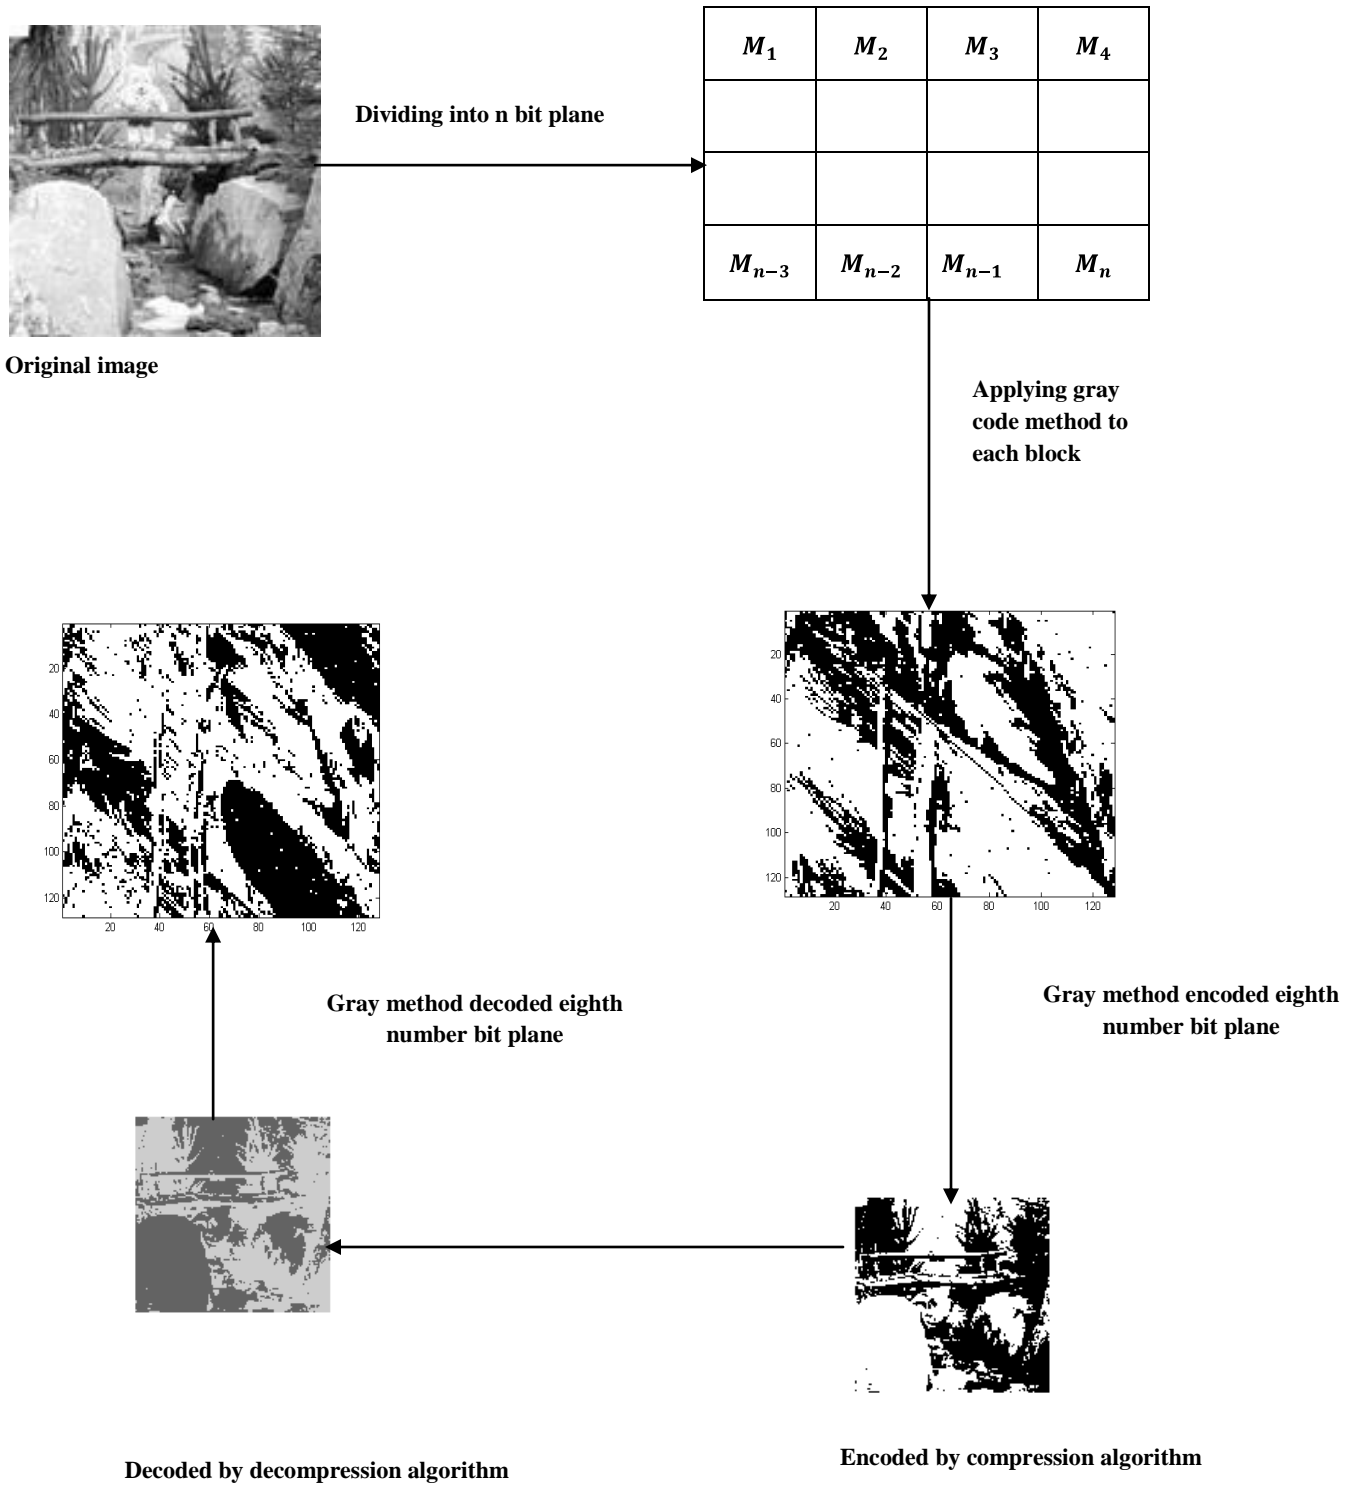 M1 M2 M3 M4
Dividing into n bit plane
Mn−3 Mn−2 Mn−1 Mn
Original image
Applying gray
code method to
each block
20
40
60
80
100
120
20 40 60 80 100 120
20
40
60
80
100
120
20 40 60 80 100 120
Gray method decoded eighth
number bit plane
Gray method encoded eighth
number bit plane
Decoded by decompression algorithm
Encoded by compression algorithm